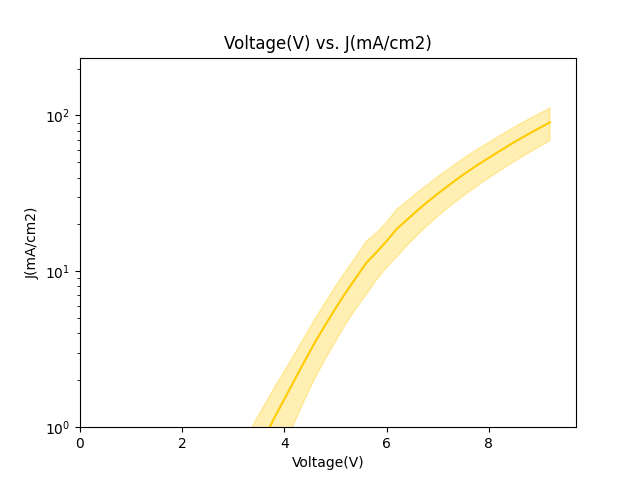 Voltage(V) vs. J(mA/cm2)
10²
10¹
10⁰
J(mA/cm2)
0 2 4 6 8
Voltage(V)